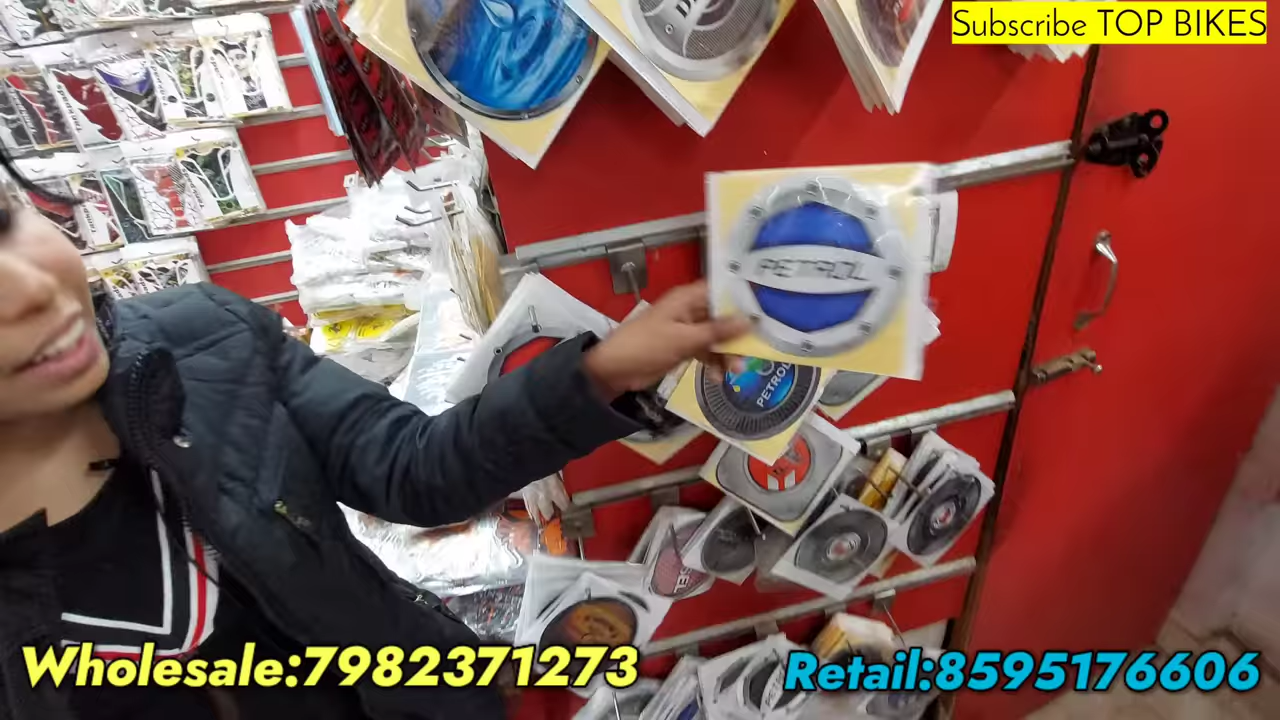 Subscribe TOP BIKES
PETROL
PETROL
Wholesale:7982371273
Retail:8595176606